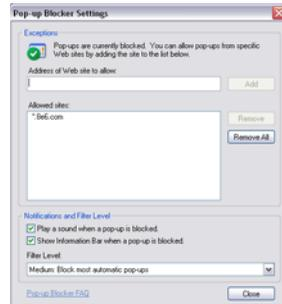 Pop-up Blocker Settings
Exceptions
Pop-ups are currently blocked. You can allow pop-ups from specific
Web sites by adding the site to the list below.
Address of Web site to allow:
Add
Allowed sites:
*.8e6.com
Remove
Remove All
Notifications and Filter Level
Play a sound when a pop-up is blocked.
Show Information Bar when a pop-up is blocked.
Filter Level:
Medium: Block most automatic pop-ups
Pop-up Blocker FAQ
Close